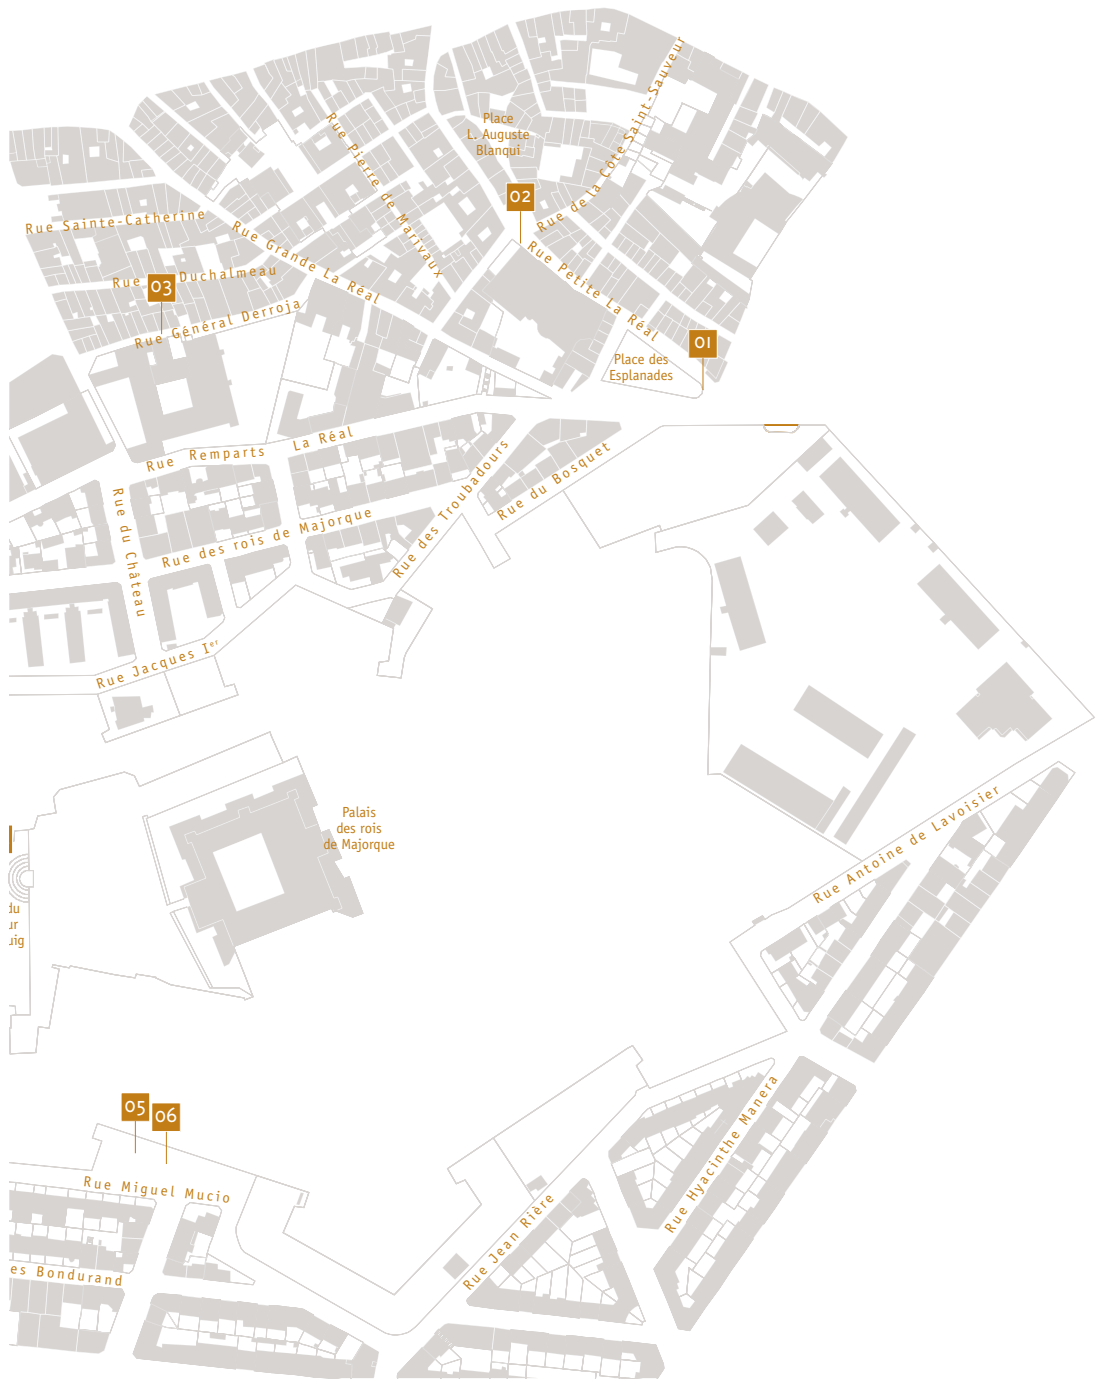 Rue de la Côte Saint-Sauveur
Place
L. Auguste
Blanqui
Rue Pierre de Marivaux
02
Rue Sainte-Catherine
Rue Grande La Réal
Rue Petite La Réal
Rue Duchalmeau
03
Rue Général Derroja
01
Place des
Esplanades
Rue Remparts La Réal
Rue des Troubadours
Rue du Bosquet
Rue du Château
Rue des rois de Majorque
Rue Jacques Ier
Palais
des rois
de Majorque
Rue Antoine de Lavoisier
du
ur
uig
05
06
Rue Hyacinthe Manera
Rue Miguel Mucio
Rue Jean Rière
es Bondurand